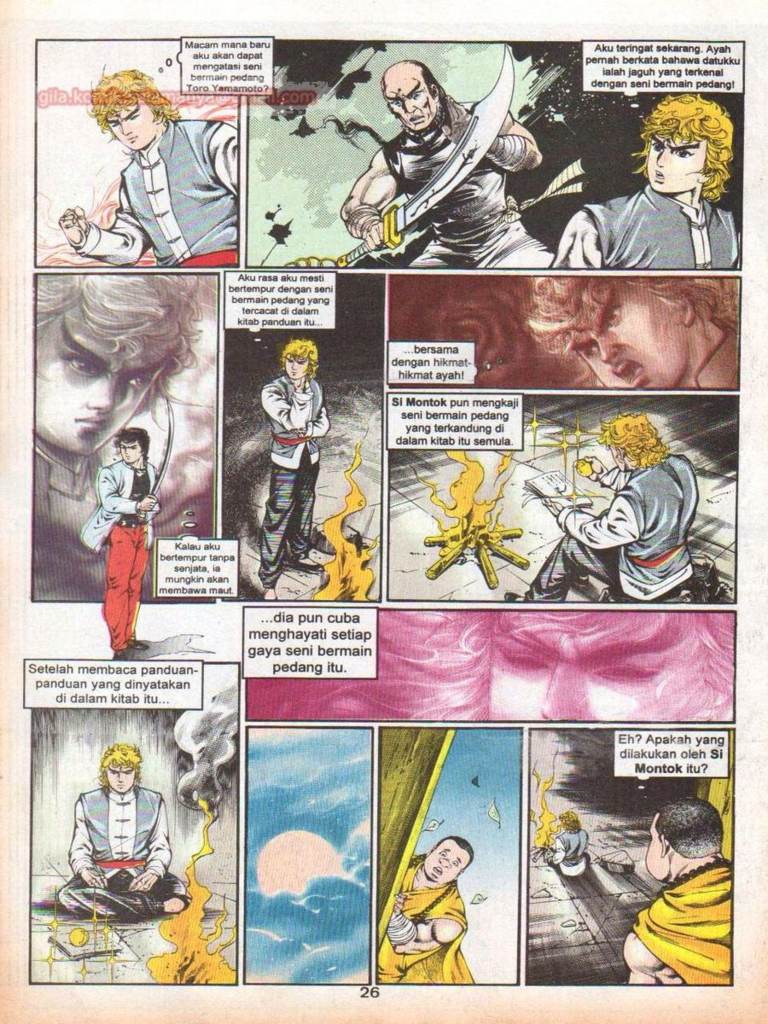 Macam mana baru
aku akan dapat
mengatasi seni
bermain pedang
Toro Yamamoto?
Aku teringat sekarang. Ayah
pernah berkata bahawa datukku
ialah jaguh yang terkenal
dengan seni bermain pedang!
Aku rasa aku mesti
bertempur dengan seni
bermain pedang yang
tercacat di dalam
kitab panduan itu...
...bersama
dengan hikmat-
hikmat ayah!
Kalau aku
bertempur tanpa
senjata, ia
mungkin akan
membawa maut.
Si Montok pun mengkaji
seni bermain pedang
yang terkandung di
dalam kitab itu semula.
...dia pun cuba
menghayati setiap
gaya seni bermain
pedang itu.
Setelah membaca panduan-
panduan yang dinyatakan
di dalam kitab itu...
Eh? Apakah yang
dilakukan oleh Si
Montok itu?
26